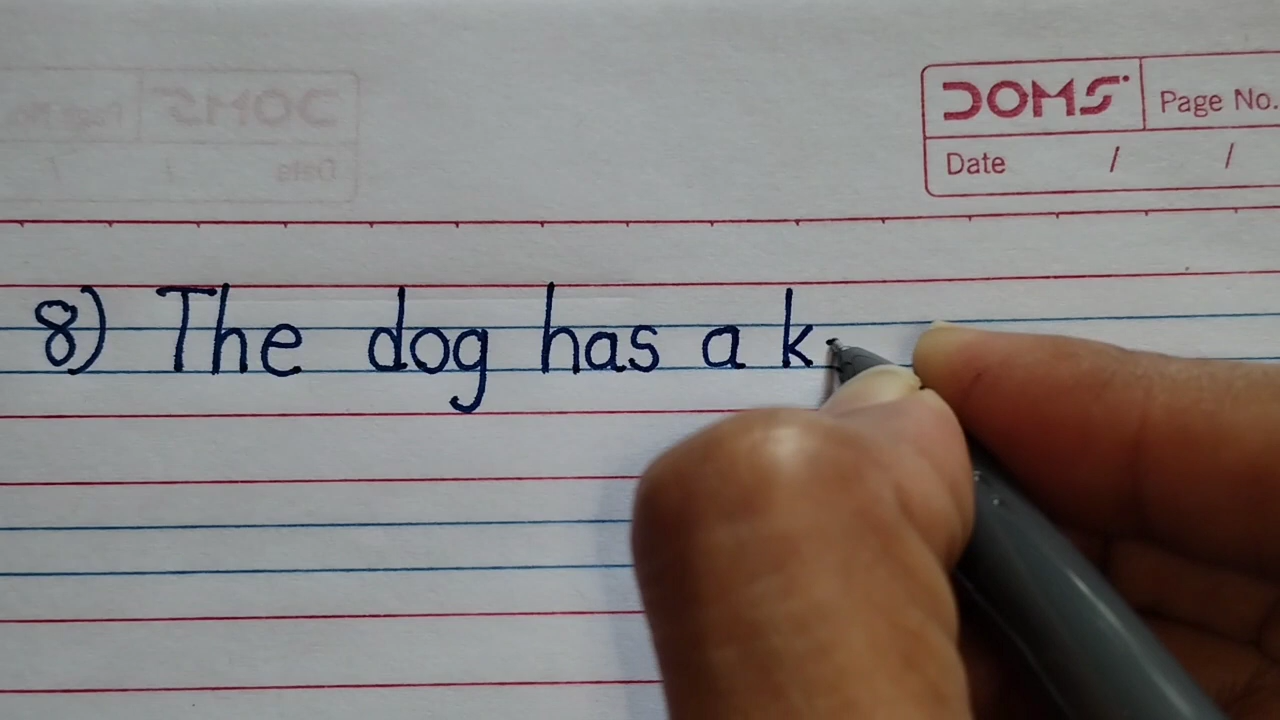 DOMS Page No.
Date / /
8) The dog has a k